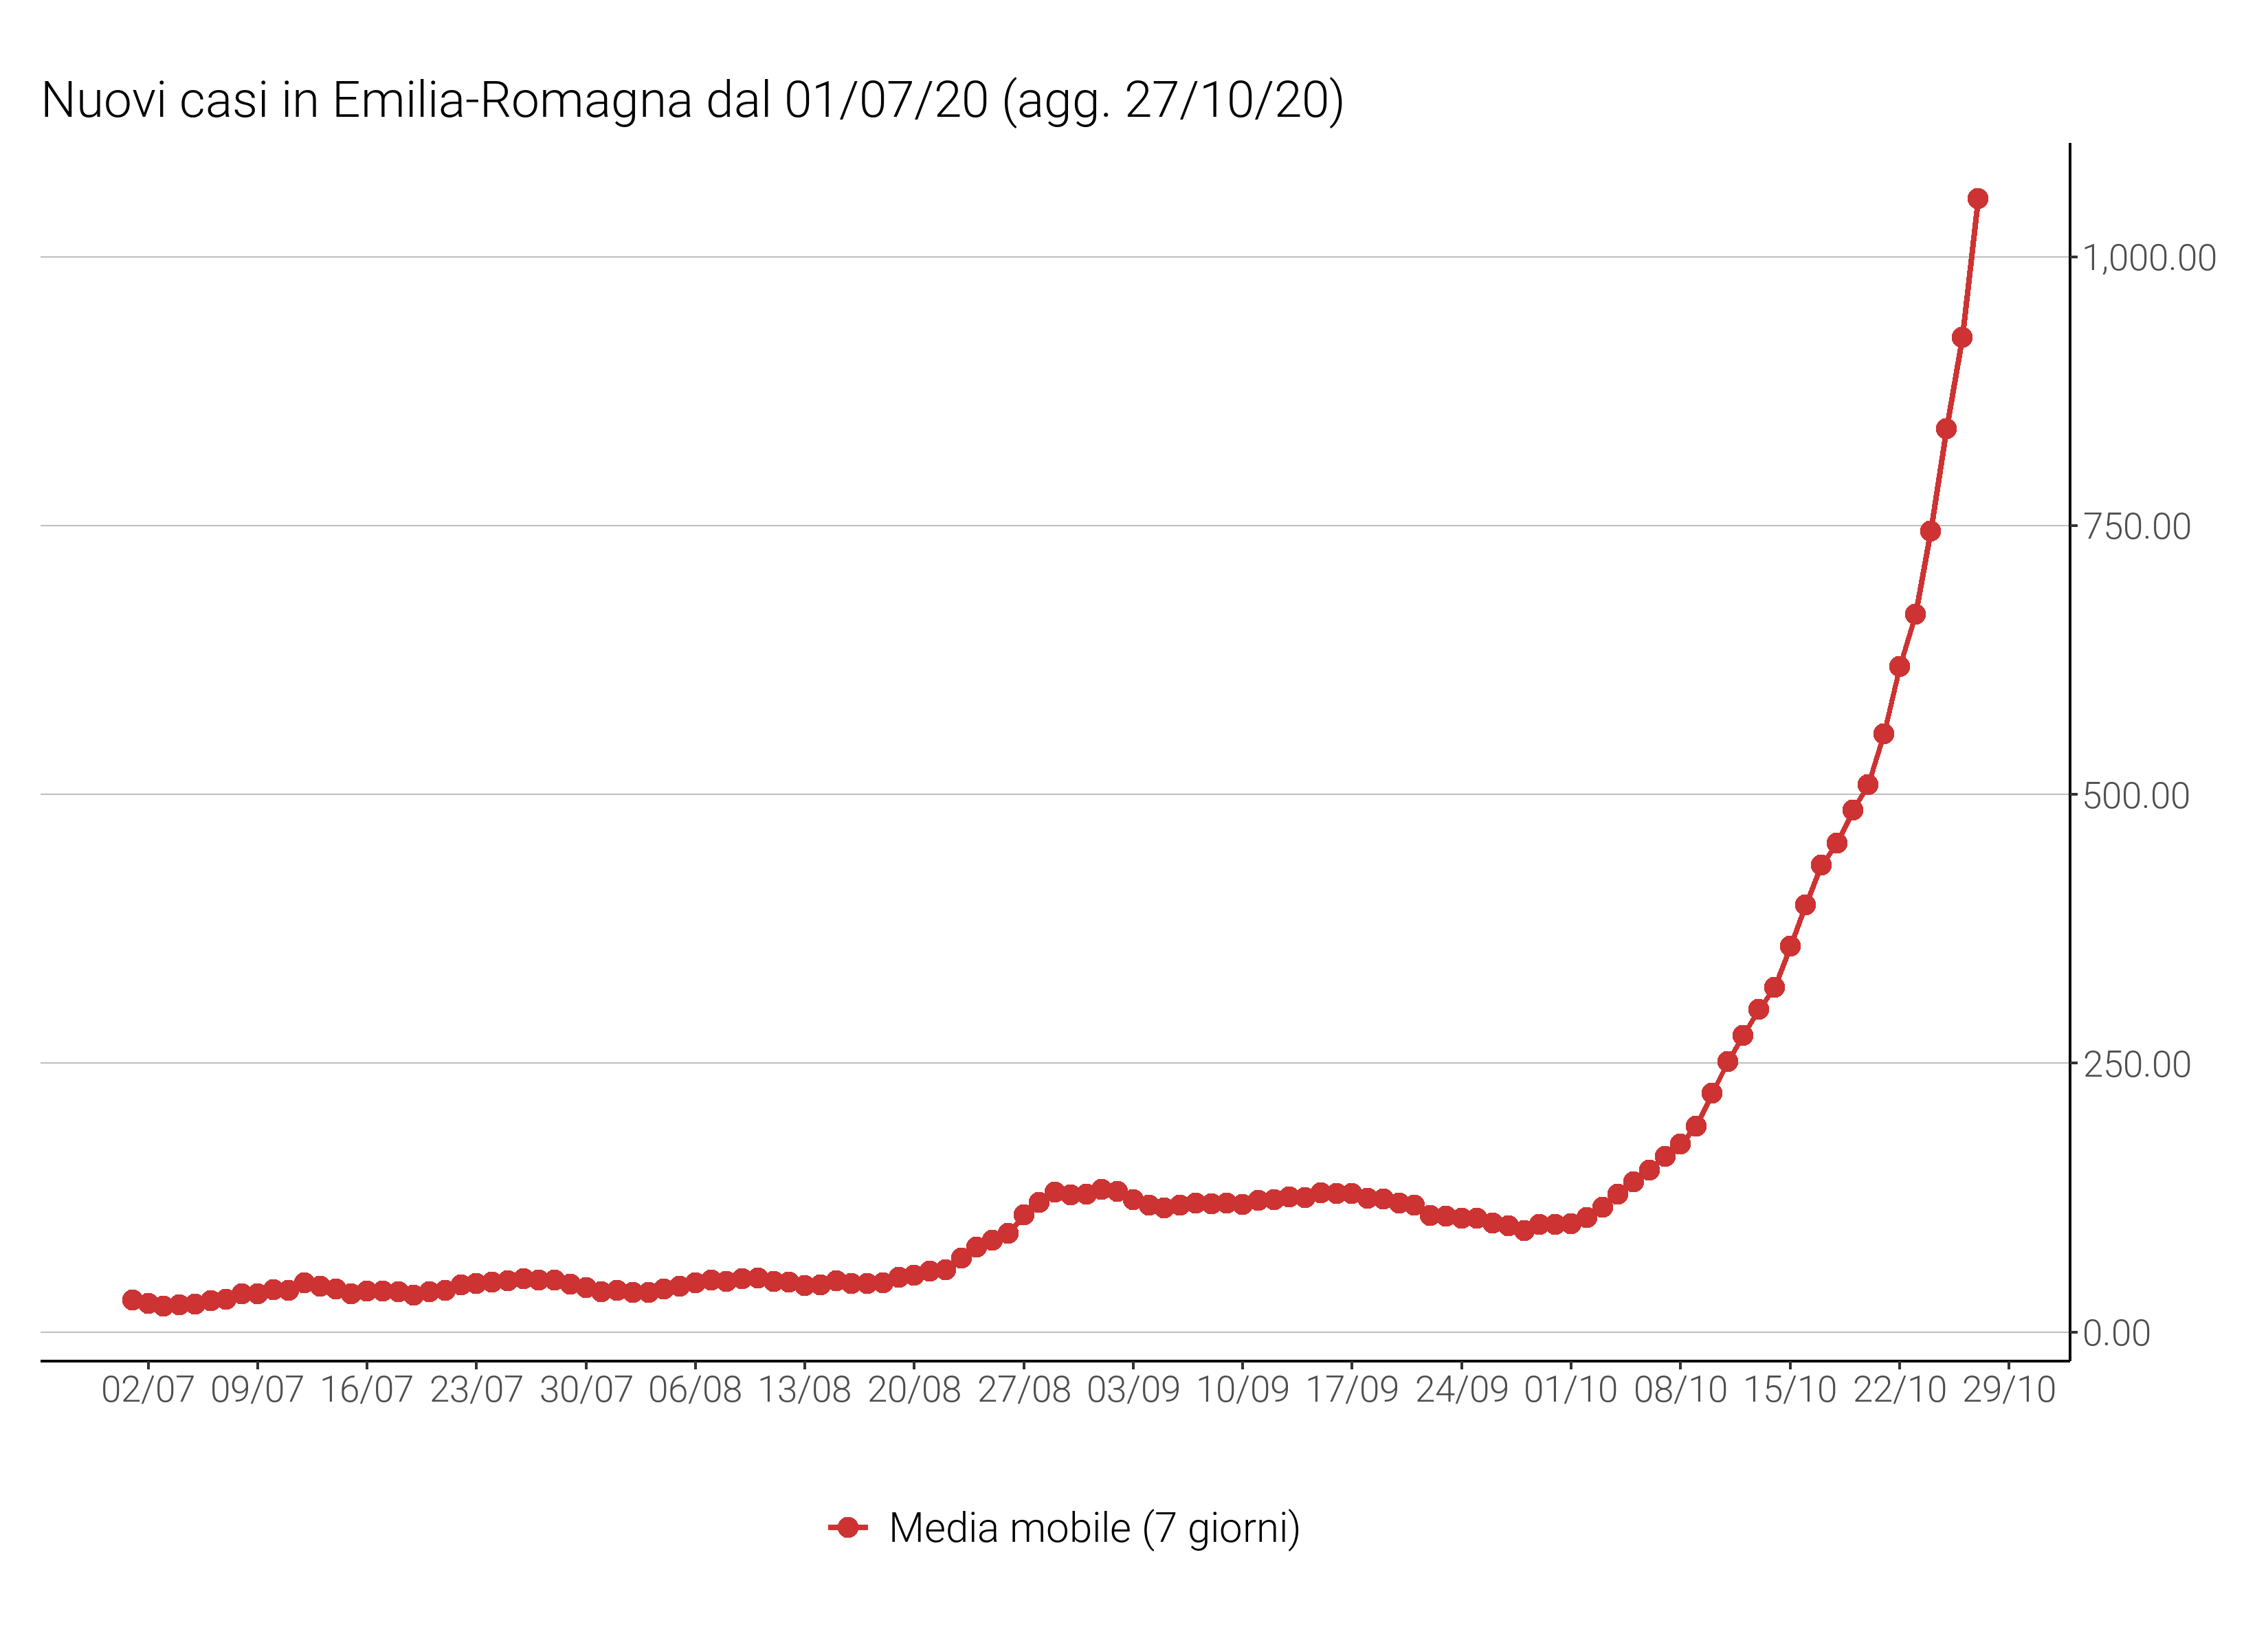 Nuovi casi in Emilia-Romagna dal 01/07/20 (agg. 27/10/20)
1,000.00
750.00
500.00
250.00
0.00
02/07 09/07 16/07 23/07 30/07 06/08 13/08 20/08 27/08 03/09 10/09 17/09 24/09 01/10 08/10 15/10 22/10 29/10
Media mobile (7 giorni)